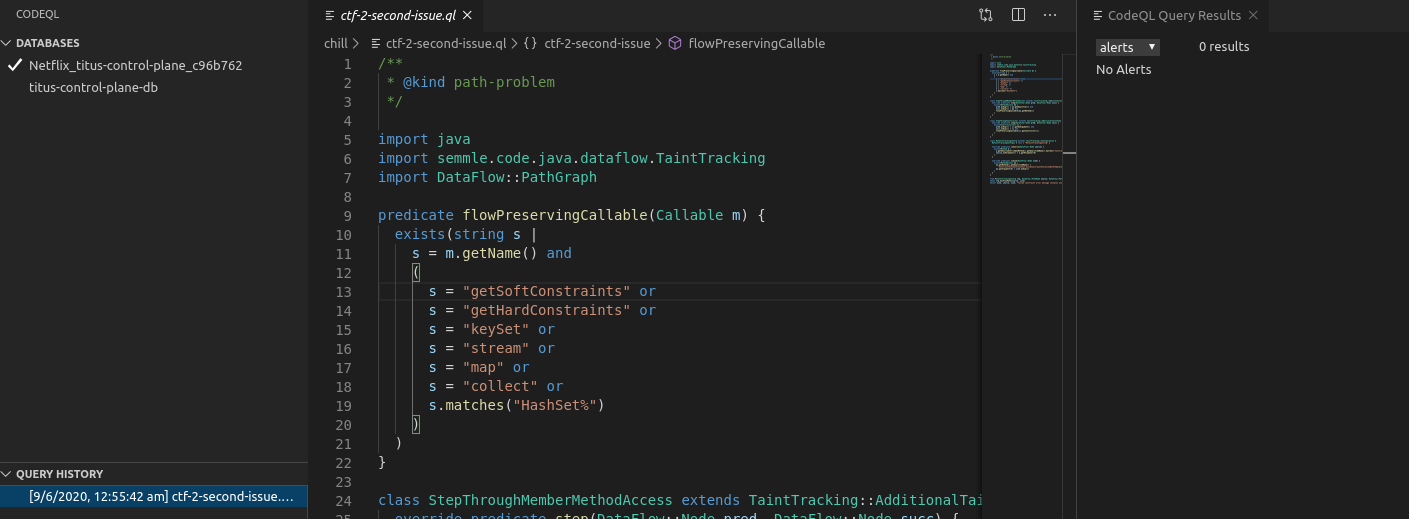 CODEQL
DATABASES
Netflix_titus-control-plane_c96b762
titus-control-plane-db
QUERY HISTORY
[9/6/2020, 12:55:42 am] ctf-2-second-issue....
ctf-2-second-issue.ql
chill > ctf-2-second-issue.ql > {} ctf-2-second-issue > flowPreservingCallable
1 /**
2 * @kind path-problem
3 */
4
5 import java
6 import semmle.code.java.dataflow.TaintTracking
7 import DataFlow::PathGraph
8
9 predicate flowPreservingCallable(Callable m) {
10 exists(string s |
11 s = m.getName() and
12 (
13 s = "getSoftConstraints" or
14 s = "getHardConstraints" or
15 s = "keySet" or
16 s = "stream" or
17 s = "map" or
18 s = "collect" or
19 s.matches("HashSet%")
20 )
21 )
22 }
23
24 class StepThroughMemberMethodAccess extends TaintTracking::AdditionalTai
25 override predicate step(DataFlow::Node pred, DataFlow::Node succ) {
CodeQL Query Results
alerts
0 results
No Alerts